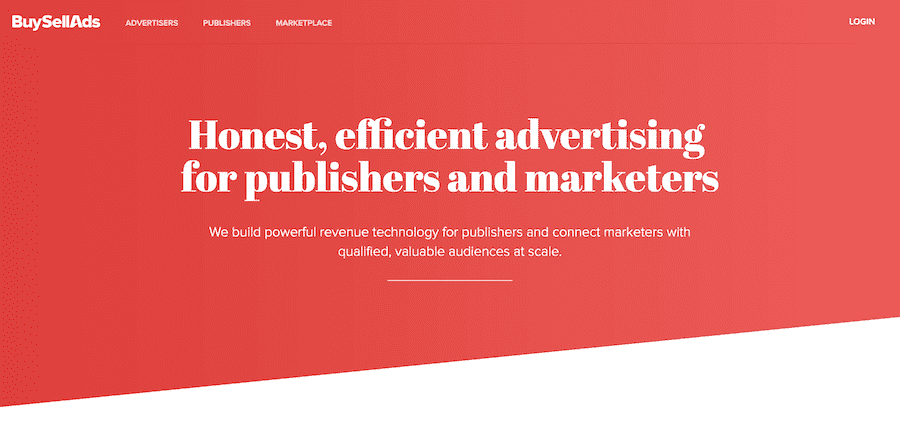 BuySellAds ADVERTISERS PUBLISHERS MARKETPLACE LOGIN
Honest, efficient advertising
for publishers and marketers
We build powerful revenue technology for publishers and connect marketers with
qualified, valuable audiences at scale.